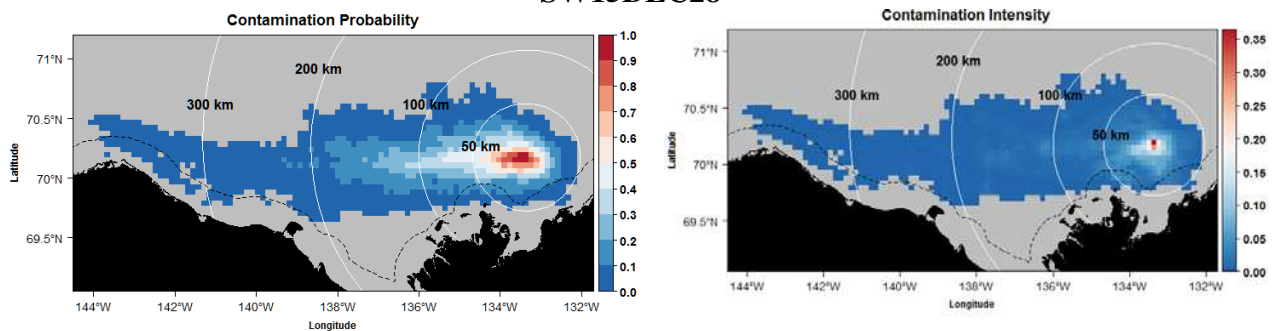 Contamination Probability
Latitude
71°N
70.5°N
70°N
69.5°N
300 km
200 km
100 km
50 km
1.0
0.9
0.8
0.7
0.6
0.5
0.4
0.3
0.2
0.1
0.0
144°W 142°W 140°W 138°W 136°W 134°W 132°W
Longitude
Contamination Intensity
Latitude
71°N
70.5°N
70°N
69.5°N
300 km
200 km
100 km
50 km
0.35
0.30
0.25
0.20
0.15
0.10
0.05
0.00
144°W 142°W 140°W 138°W 136°W 134°W 132°W
Longitude